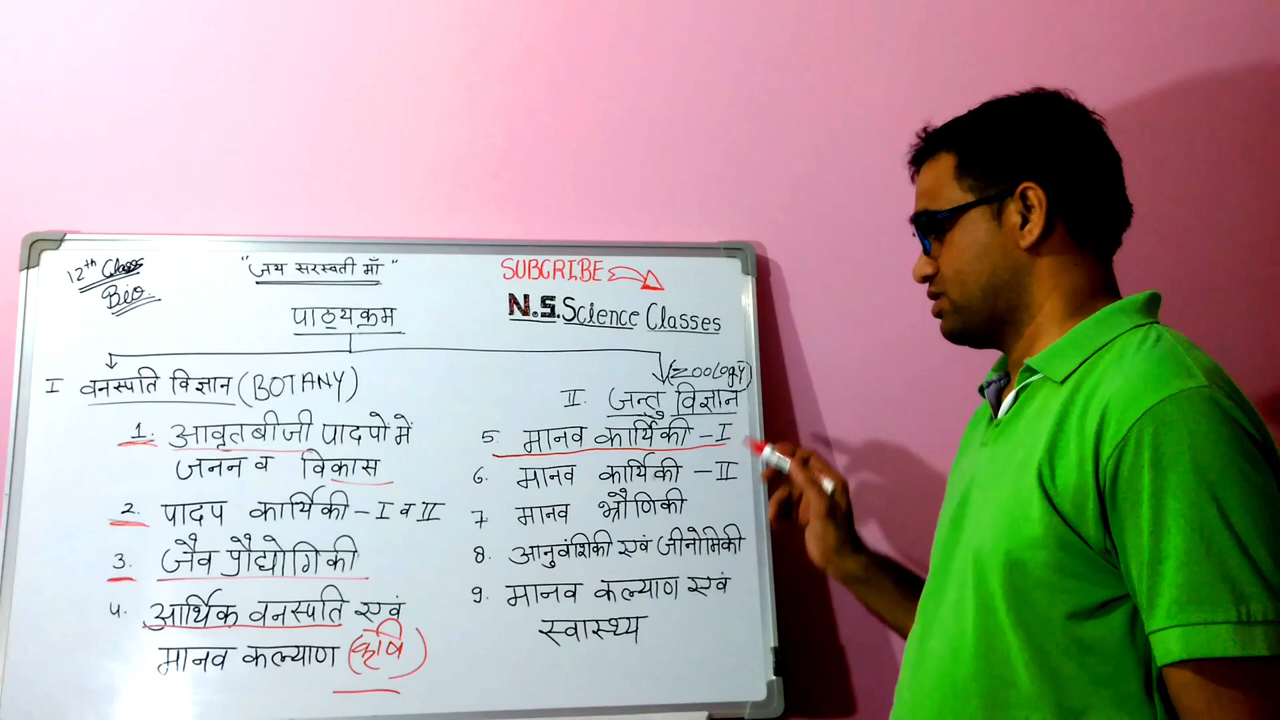 12th Class
Bio.
"जय सरस्वती माँ"
SUBCRIBE
N.S. Science Classes
पाठ्यक्रम
I वनस्पति विज्ञान (BOTANY)
1. आवृतबीजी पादपों में
जनन व विकास
2. पादप कार्यिकी - I व II
3. जैव प्रौद्योगिकी
4. आर्थिक वनस्पति एवं
मानव कल्याण (कृषि)
(ZOOLOGY)
II. जन्तु विज्ञान
5 मानव कार्यिकी - I
6. मानव कार्यिकी - II
7 मानव भ्रौणिकी
8. आनुवंशिकी एवं जीनोमिकी
9. मानव कल्याण एवं
स्वास्थ्य